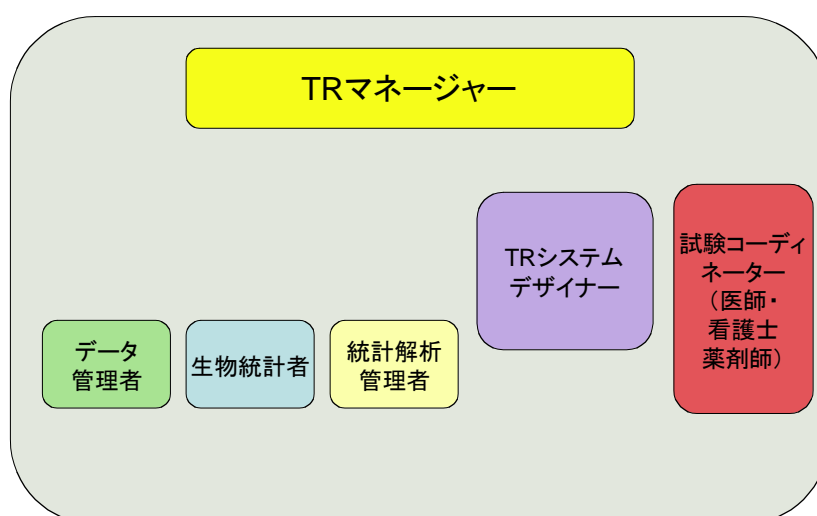 TRマネージャー
TRシステム
デザイナー
試験コーディ
ネーター
（医師・
看護士
薬剤師）
データ
管理者
生物統計者
統計解析
管理者